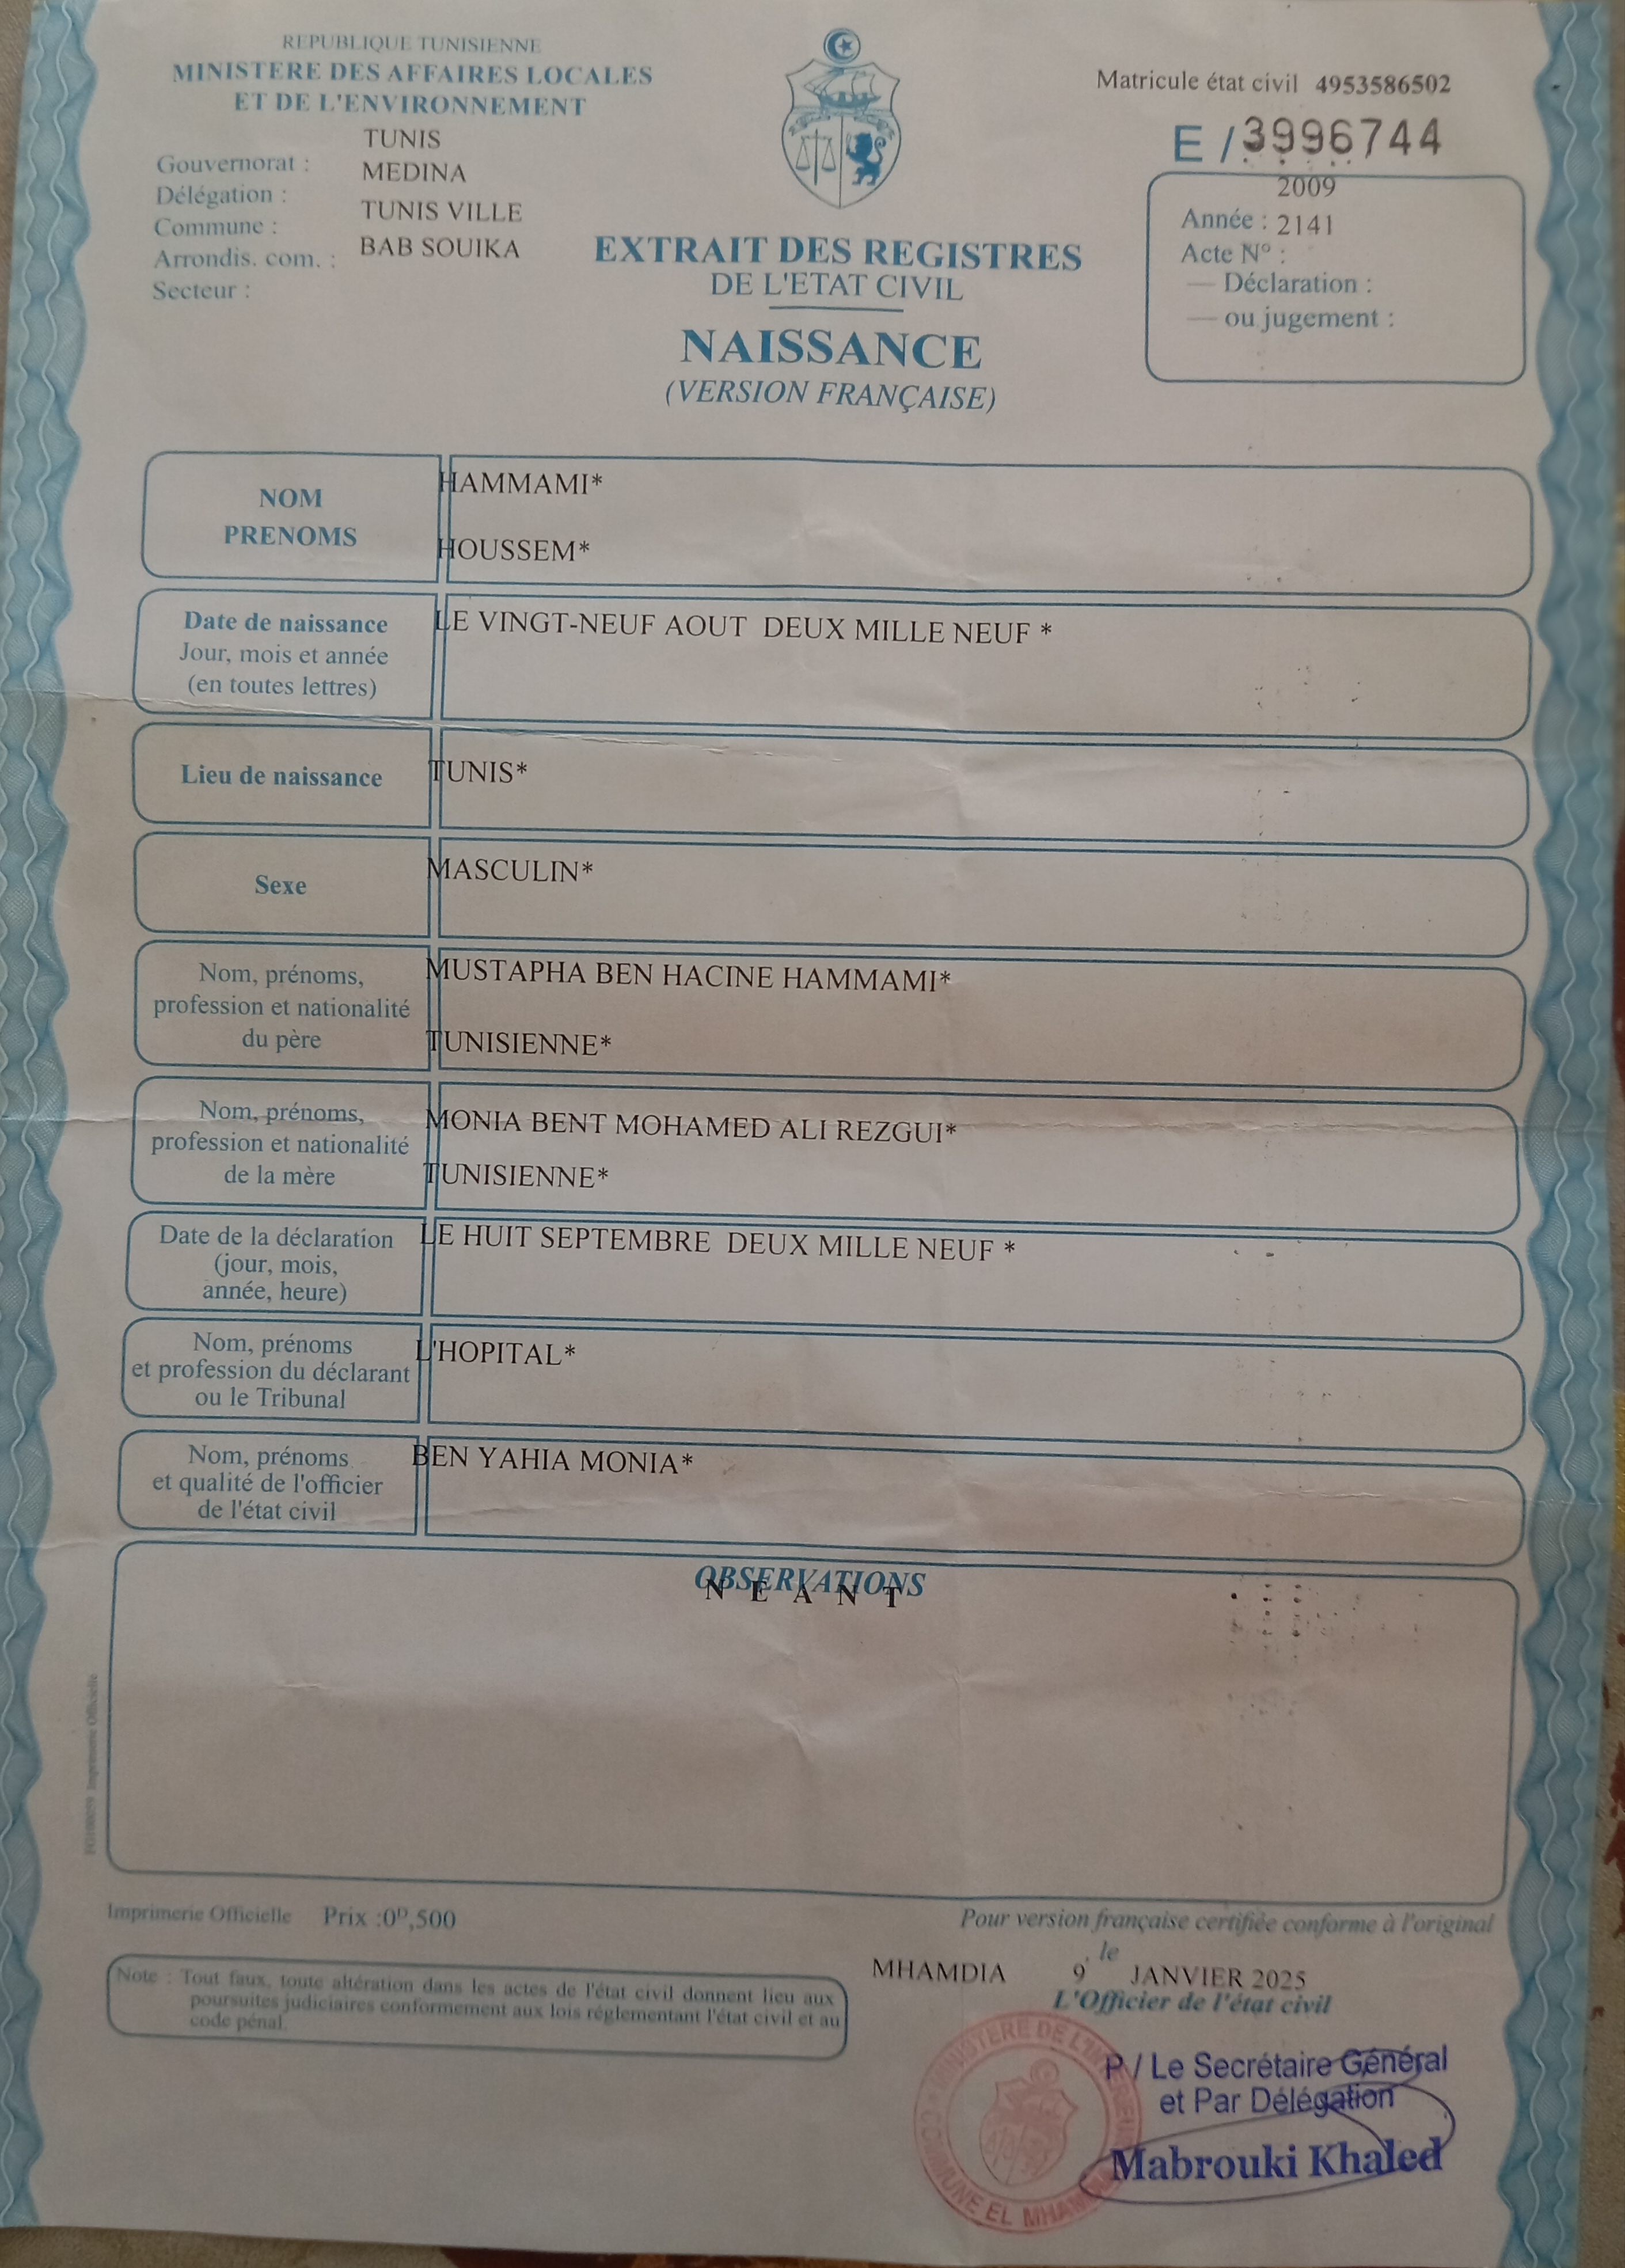 REPUBLIQUE TUNISIENNE
MINISTERE DES AFFAIRES LOCALES
ET DE L'ENVIRONNEMENT
Gouvernorat : TUNIS
Délégation : MEDINA
Commune : TUNIS VILLE
Arrondis. com. : BAB SOUIKA
Secteur :
Matricule état civil 4953586502
E / 3996744
2009
Année : 2141
Acte N° :
— Déclaration :
— ou jugement :
EXTRAIT DES REGISTRES
DE L'ETAT CIVIL
NAISSANCE
(VERSION FRANÇAISE)
NOM
PRENOMS
HAMMAMI*
HOUSSEM*
Date de naissance
Jour, mois et année
(en toutes lettres)
LE VINGT-NEUF AOUT DEUX MILLE NEUF *
Lieu de naissance
TUNIS*
Sexe
MASCULIN*
Nom, prénoms,
profession et nationalité
du père
MUSTAPHA BEN HACINE HAMMAMI*
TUNISIENNE*
Nom, prénoms,
profession et nationalité
de la mère
MONIA BENT MOHAMED ALI REZGUI*
TUNISIENNE*
Date de la déclaration
(jour, mois,
année, heure)
LE HUIT SEPTEMBRE DEUX MILLE NEUF *
Nom, prénoms
et profession du déclarant
ou le Tribunal
L'HOPITAL*
Nom, prénoms
et qualité de l'officier
de l'état civil
BEN YAHIA MONIA*
OBSERVATIONS
N E A N T
Imprimerie Officielle
Imprimerie Officielle Prix :0ᴰ,500
Pour version française certifiée conforme à l'original
MHAMDIA 9 le JANVIER 2025
L'Officier de l'état civil
Note : Tout faux, toute altération dans les actes de l'état civil donnent lieu aux
poursuites judiciaires conformement aux lois réglementant l'état civil et au
code pénal.
P / Le Secrétaire Général
et Par Délégation
Mabrouki Khaled
MINISTERE DE L'INTERIEUR
COMMUNE EL MHAMDIA